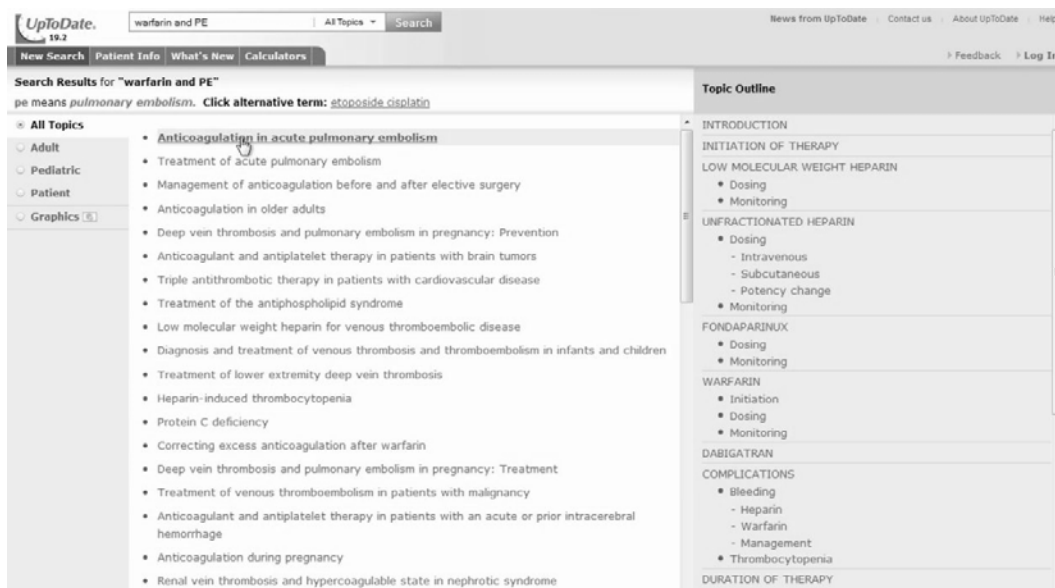 UpToDate.
19.2
warfarin and PE
All Topics
Search
News from UpToDate
Contact us
About UpToDate
Help
New Search
Patient Info
What's New
Calculators
Feedback
Log In
Search Results for "warfarin and PE"
pe means pulmonary embolism. Click alternative term: etoposide cisplatin
All Topics
Adult
Pediatric
Patient
Graphics
• Anticoagulation in acute pulmonary embolism
• Treatment of acute pulmonary embolism
• Management of anticoagulation before and after elective surgery
• Anticoagulation in older adults
• Deep vein thrombosis and pulmonary embolism in pregnancy: Prevention
• Anticoagulant and antiplatelet therapy in patients with brain tumors
• Triple antithrombotic therapy in patients with cardiovascular disease
• Treatment of the antiphospholipid syndrome
• Low molecular weight heparin for venous thromboembolic disease
• Diagnosis and treatment of venous thrombosis and thromboembolism in infants and children
• Treatment of lower extremity deep vein thrombosis
• Heparin-induced thrombocytopenia
• Protein C deficiency
• Correcting excess anticoagulation after warfarin
• Deep vein thrombosis and pulmonary embolism in pregnancy: Treatment
• Treatment of venous thromboembolism in patients with malignancy
• Anticoagulant and antiplatelet therapy in patients with an acute or prior intracerebral
hemorrhage
• Anticoagulation during pregnancy
• Renal vein thrombosis and hypercoagulable state in nephrotic syndrome
Topic Outline
INTRODUCTION
INITIATION OF THERAPY
LOW MOLECULAR WEIGHT HEPARIN
• Dosing
• Monitoring
UNFRACTIONATED HEPARIN
• Dosing
- Intravenous
- Subcutaneous
- Potency change
• Monitoring
FONDAPARINUX
• Dosing
• Monitoring
WARFARIN
• Initiation
• Dosing
• Monitoring
DABIGATRAN
COMPLICATIONS
• Bleeding
- Heparin
- Warfarin
- Management
• Thrombocytopenia
DURATION OF THERAPY